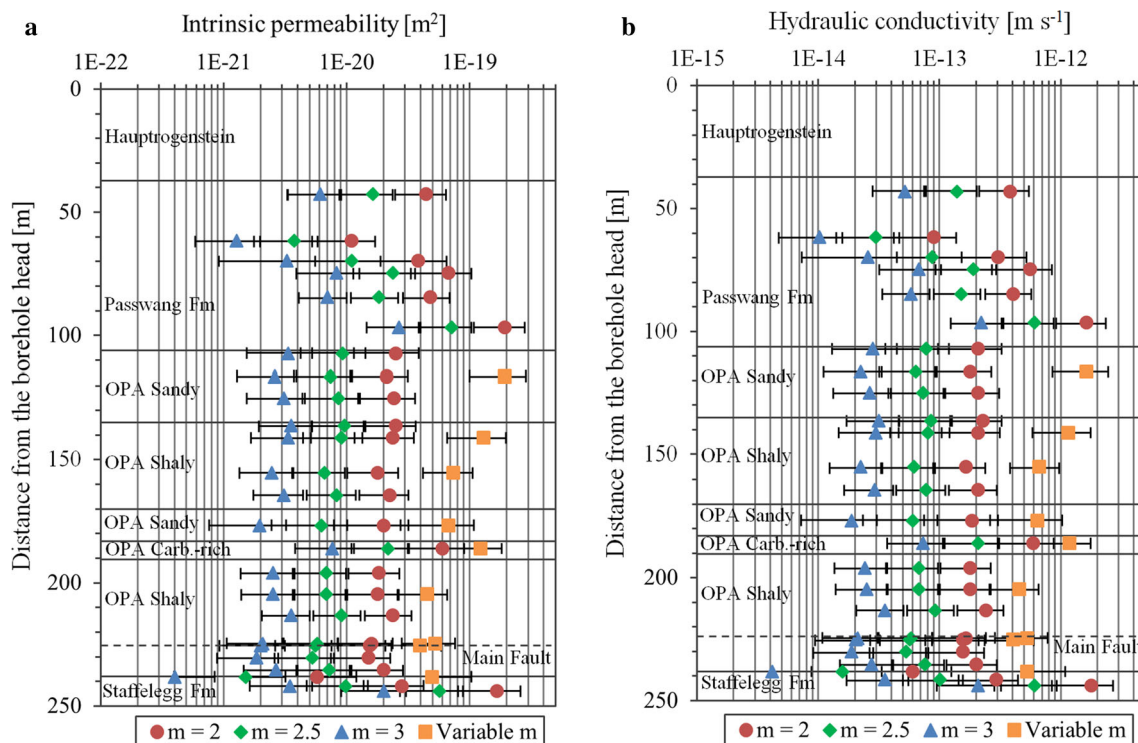 a
Intrinsic permeability [m²]
1E-22 1E-21 1E-20 1E-19
Distance from the borehole head [m]
0
50
100
150
200
250
Hauptrogenstein
Passwang Fm
OPA Sandy
OPA Shaly
OPA Sandy
OPA Carb.-rich
OPA Shaly
Main Fault
Staffelegg Fm
m = 2 m = 2.5 m = 3 Variable m
b
Hydraulic conductivity [m s⁻¹]
1E-15 1E-14 1E-13 1E-12
Distance from the borehole head [m]
0
50
100
150
200
250
Hauptrogenstein
Passwang Fm
OPA Sandy
OPA Shaly
OPA Sandy
OPA Carb.-rich
OPA Shaly
Main Fault
Staffelegg Fm
m = 2 m = 2.5 m = 3 Variable m